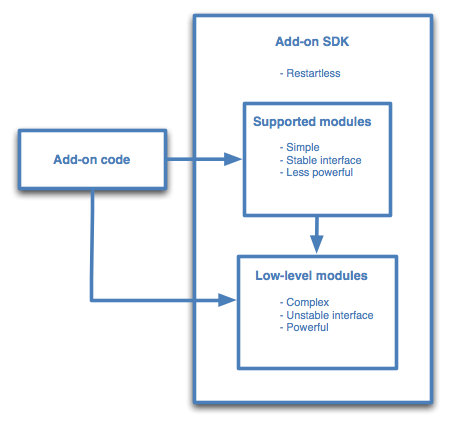 Add-on SDK
- Restartless
Supported modules
- Simple
- Stable interface
- Less powerful
Add-on code
Low-level modules
- Complex
- Unstable interface
- Powerful